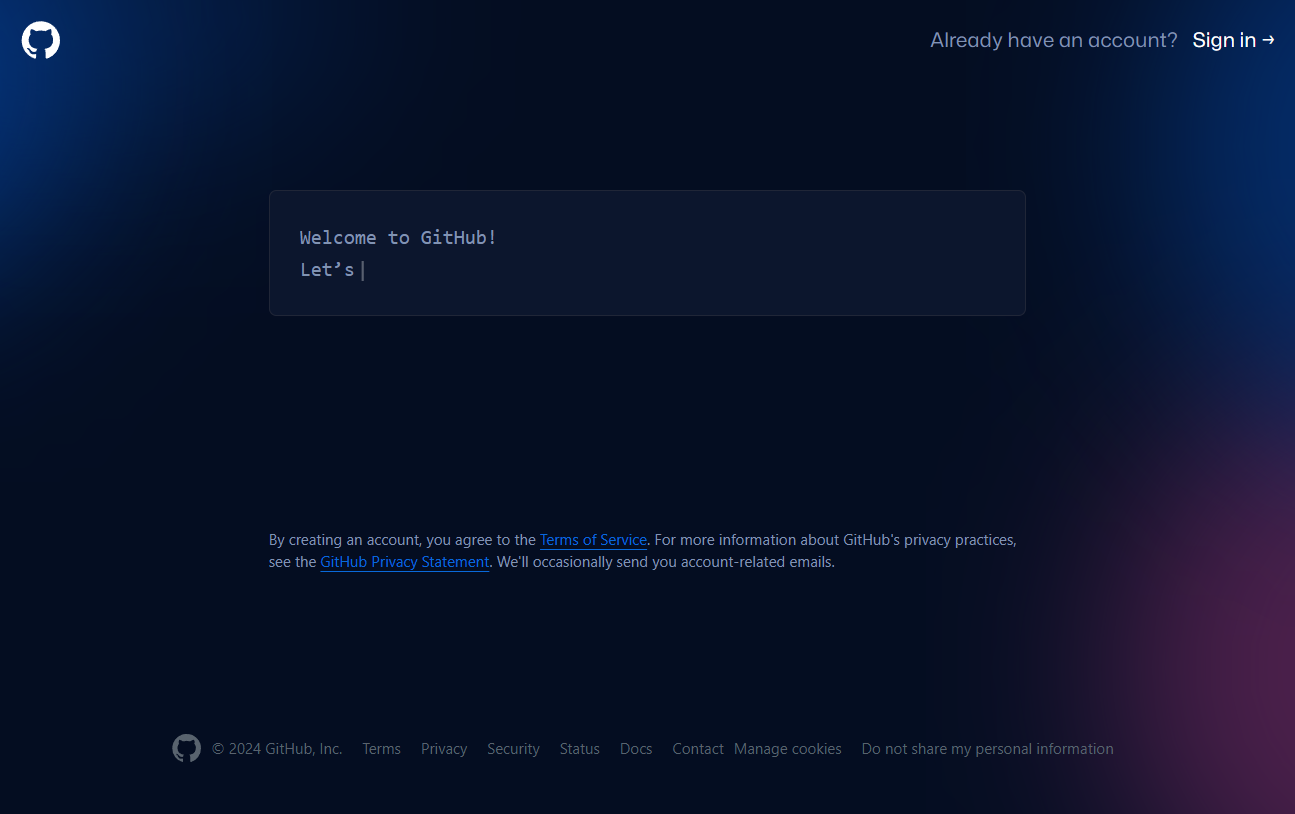 Already have an account? Sign in →
Welcome to GitHub!
Let’s
By creating an account, you agree to the Terms of Service. For more information about GitHub's privacy practices,
see the GitHub Privacy Statement. We'll occasionally send you account-related emails.
© 2024 GitHub, Inc. Terms Privacy Security Status Docs Contact Manage cookies Do not share my personal information